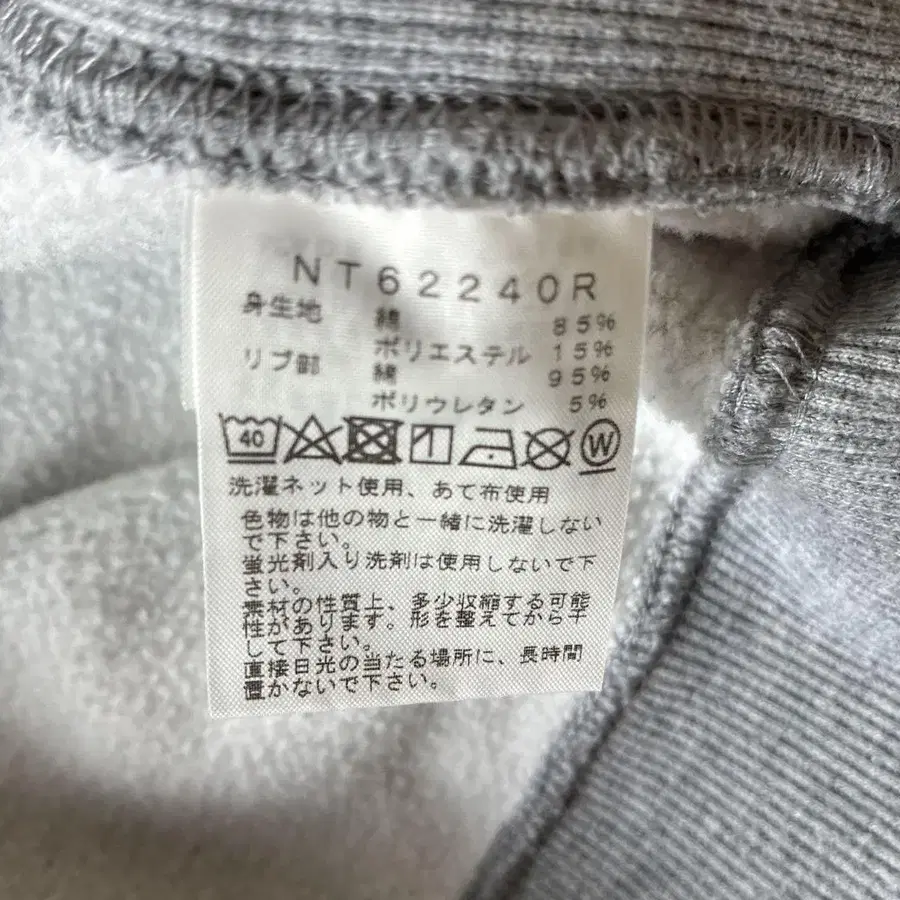 NT62240R
身生地 綿 85%
ポリエステル 15%
リブ部 綿 95%
ポリウレタン 5%
40 W
洗濯ネット使用、あて布使用
色物は他の物と一緒に洗濯しない
で下さい。
蛍光剤入り洗剤は使用しないで下
さい。
素材の性質上、多少収縮する可能
性があります。形を整えてから干
して下さい。
直接日光の当たる場所に、長時間
置かないで下さい。